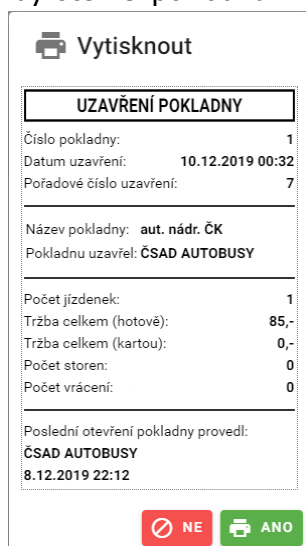 Vytisknout
UZAVŘENÍ POKLADNY
Číslo pokladny: 1
Datum uzavření: 10.12.2019 00:32
Pořadové číslo uzavření: 7
Název pokladny: aut. nádr. ČK
Pokladnu uzavřel: ČSAD AUTOBUSY
Počet jízdenek: 1
Tržba celkem (hotově): 85,-
Tržba celkem (kartou): 0,-
Počet storen: 0
Počet vrácení: 0
Poslední otevření pokladny provedl:
ČSAD AUTOBUSY
8.12.2019 22:12
NE ANO